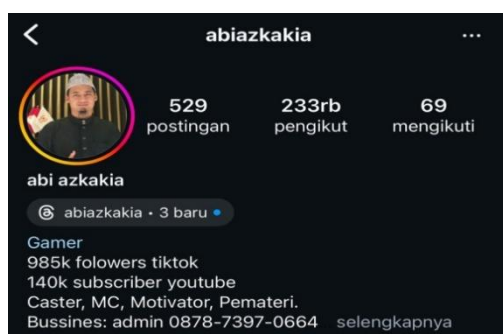 abiazkakia
529 233rb 69
postingan pengikut mengikuti
abi azkakia
abiazkakia • 3 baru
Gamer
985k folowers tiktok
140k subscriber youtube
Caster, MC, Motivator, Pemateri.
Bussines: admin 0878-7397-0664 selengkapnya